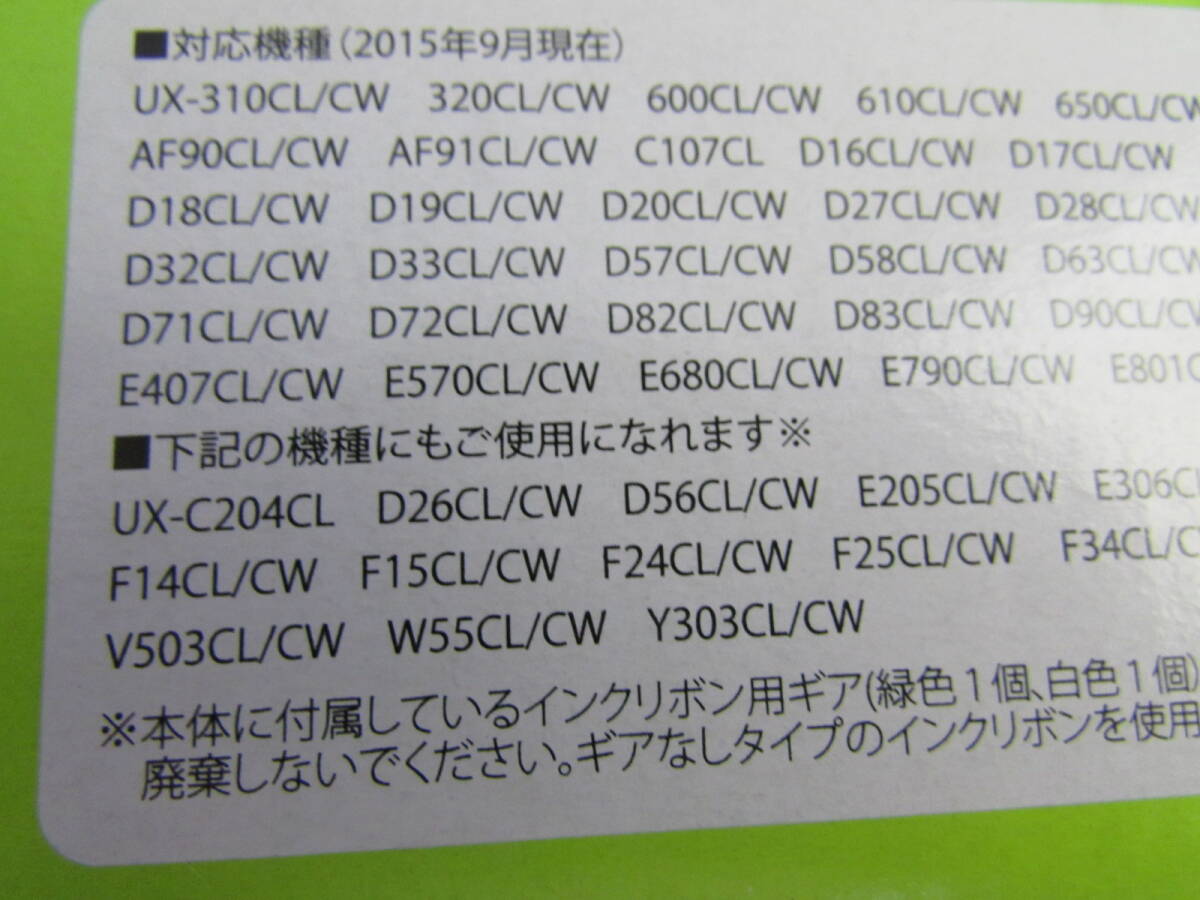 ■対応機種(2015年9月現在)
UX-310CL/CW 320CL/CW 600CL/CW 610CL/CW 650CL/CW
AF90CL/CW AF91CL/CW C107CL D16CL/CW D17CL/CW
D18CL/CW D19CL/CW D20CL/CW D27CL/CW D28CL/CW
D32CL/CW D33CL/CW D57CL/CW D58CL/CW D63CL/CW
D71CL/CW D72CL/CW D82CL/CW D83CL/CW D90CL/CW
E407CL/CW E570CL/CW E680CL/CW E790CL/CW E801C
■下記の機種にもご使用になれます※
UX-C204CL D26CL/CW D56CL/CW E205CL/CW E306CL
F14CL/CW F15CL/CW F24CL/CW F25CL/CW F34CL/C
V503CL/CW W55CL/CW Y303CL/CW
※本体に付属しているインクリボン用ギア(緑色1個、白色1個)
廃棄しないでください。ギアなしタイプのインクリボンを使用